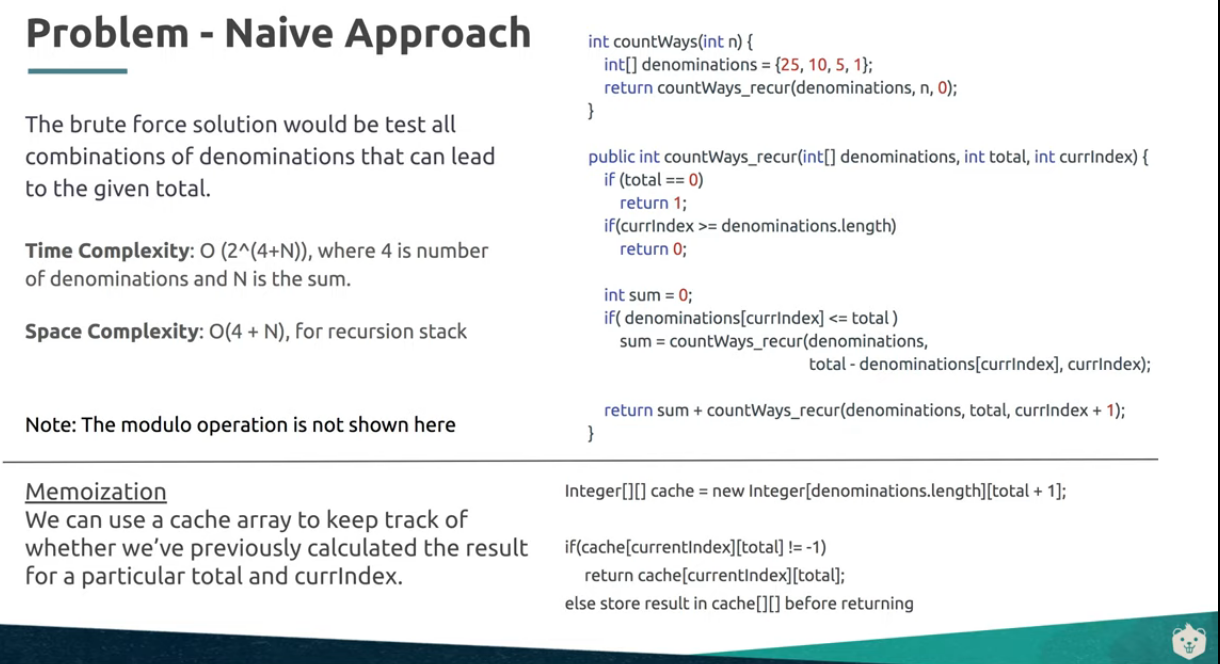 Problem - Naive Approach
The brute force solution would be test all
combinations of denominations that can lead
to the given total.
Time Complexity: O (2^(4+N)), where 4 is number
of denominations and N is the sum.
Space Complexity: O(4 + N), for recursion stack
Note: The modulo operation is not shown here
int countWays(int n) {
int[] denominations = {25, 10, 5, 1};
return countWays_recur(denominations, n, 0);
}
public int countWays_recur(int[] denominations, int total, int currIndex) {
if (total == 0)
return 1;
if(currIndex >= denominations.length)
return 0;
int sum = 0;
if( denominations[currIndex] <= total )
sum = countWays_recur(denominations,
total - denominations[currIndex], currIndex);
return sum + countWays_recur(denominations, total, currIndex + 1);
}
Memoization
We can use a cache array to keep track of
whether we've previously calculated the result
for a particular total and currIndex.
Integer[][] cache = new Integer[denominations.length][total + 1];
if(cache[currentIndex][total] != -1)
return cache[currentIndex][total];
else store result in cache[][] before returning